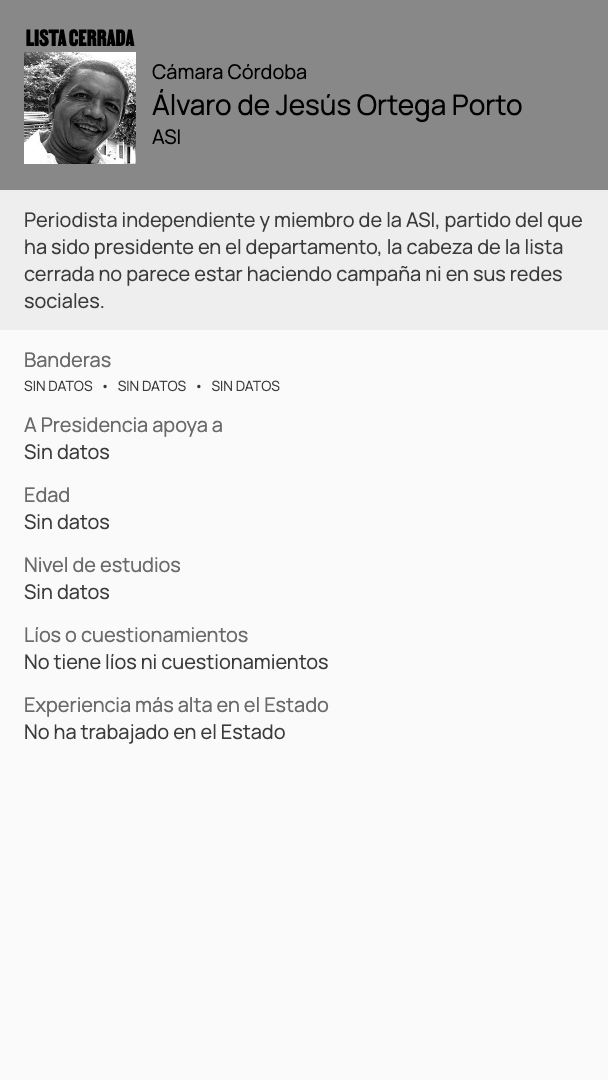 LISTA CERRADA
Cámara Córdoba
Álvaro de Jesús Ortega Porto
ASI
Periodista independiente y miembro de la ASI, partido del que
ha sido presidente en el departamento, la cabeza de la lista
cerrada no parece estar haciendo campaña ni en sus redes
sociales.
Banderas
SIN DATOS • SIN DATOS • SIN DATOS
A Presidencia apoya a
Sin datos
Edad
Sin datos
Nivel de estudios
Sin datos
Líos o cuestionamientos
No tiene líos ni cuestionamientos
Experiencia más alta en el Estado
No ha trabajado en el Estado